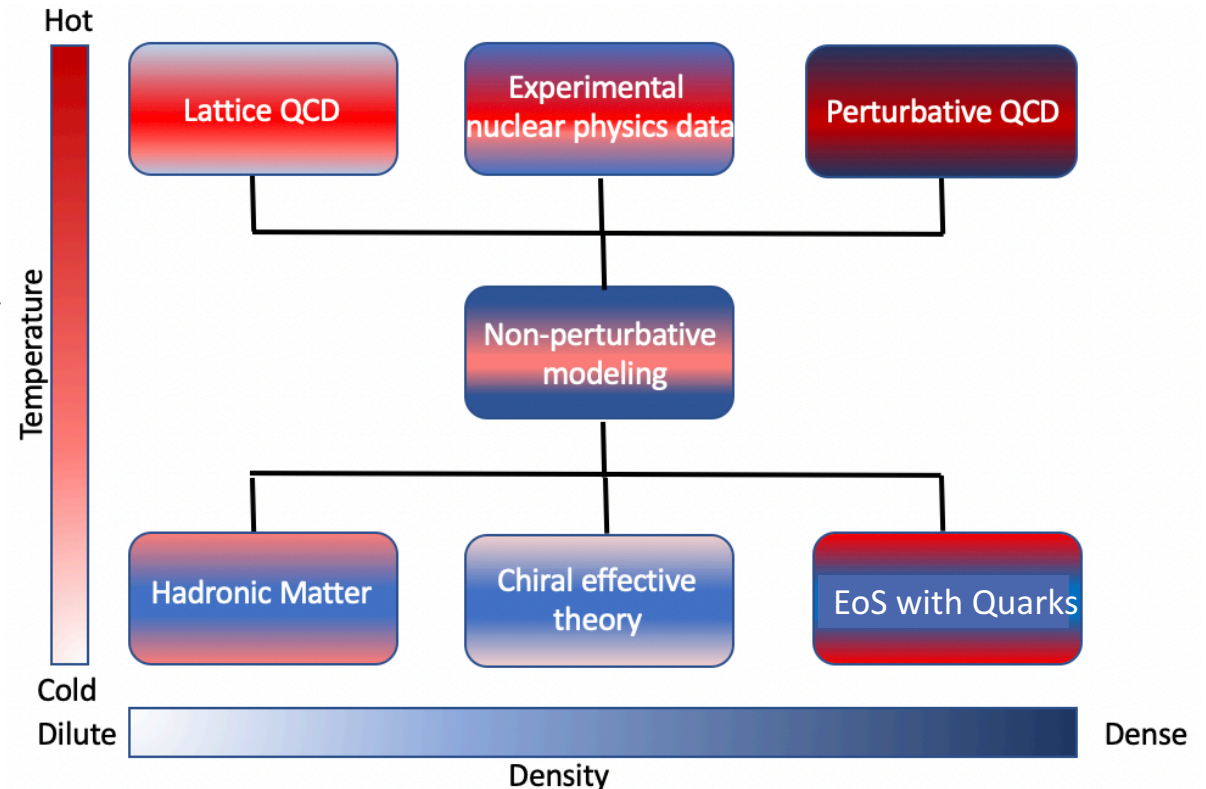 Hot
Lattice QCD
Experimental
nuclear physics data
Perturbative QCD
Temperature
Non-perturbative
modeling
Hadronic Matter
Chiral effective
theory
EoS with Quarks
Cold
Dilute
Dense
Density